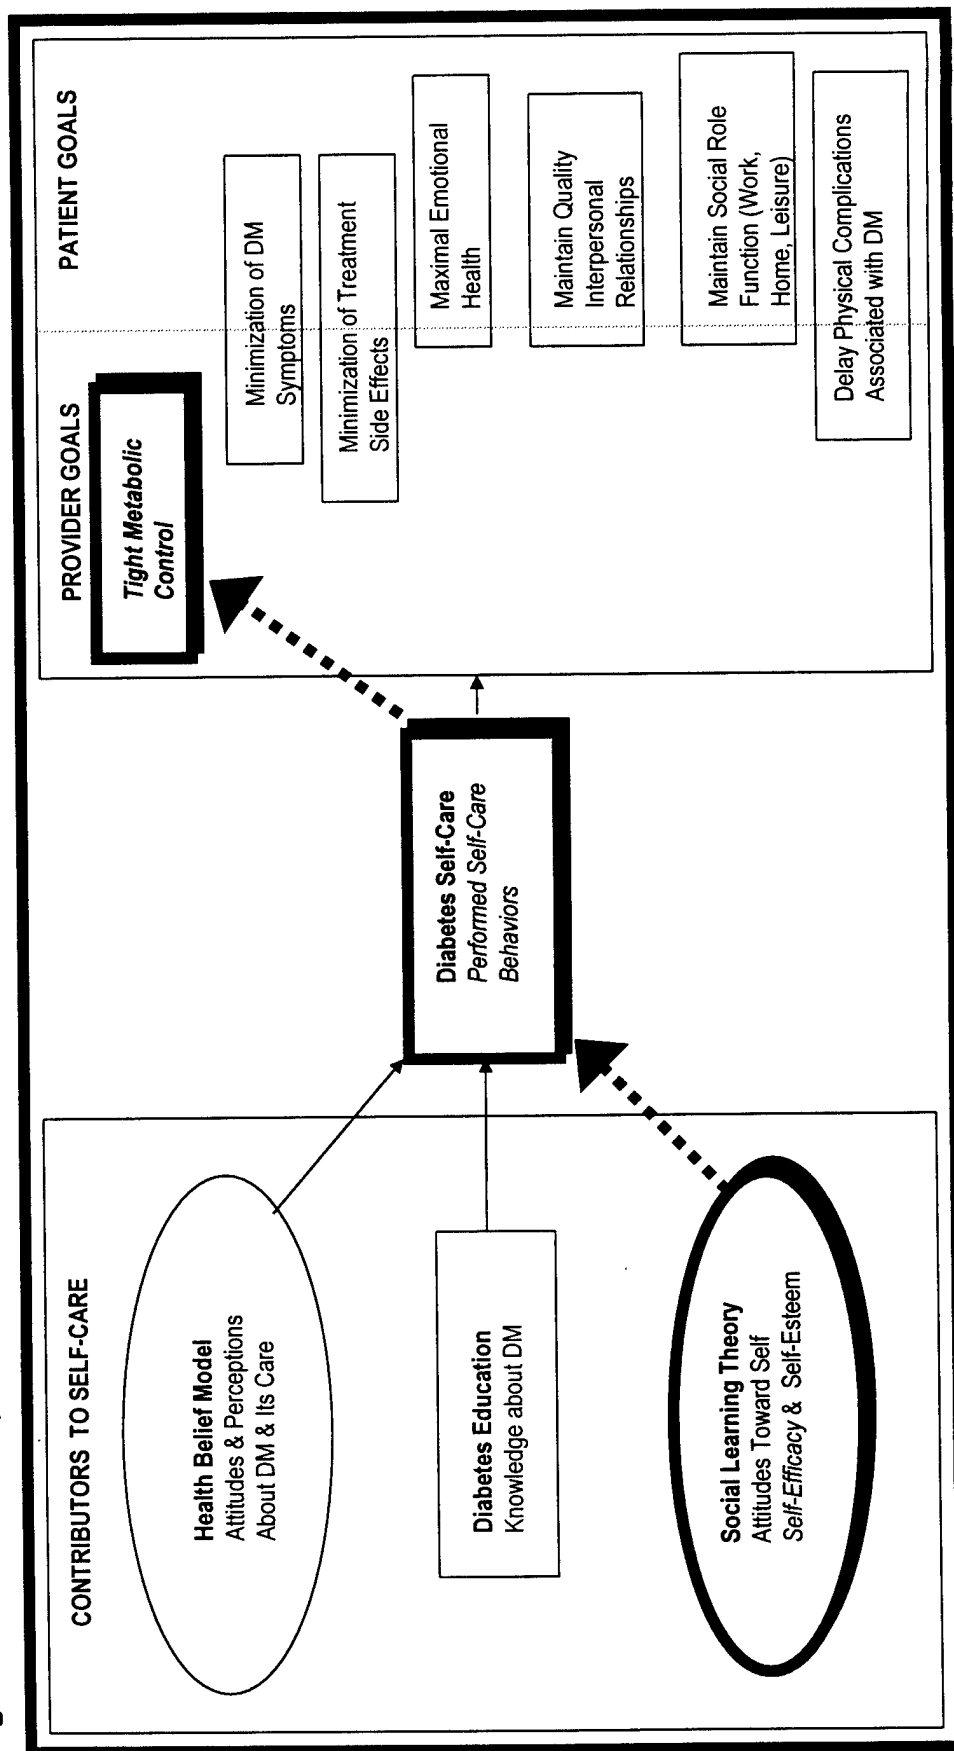 CONTRIBUTORS TO SELF-CARE
Health Belief Model
Attitudes & Perceptions
About DM & Its Care
Diabetes Education
Knowledge about DM
Social Learning Theory
Attitudes Toward Self
Self-Efficacy & Self-Esteem
Diabetes Self-Care
Performed Self-Care
Behaviors
PROVIDER GOALS
Tight Metabolic
Control
PATIENT GOALS
Minimization of DM
Symptoms
Minimization of Treatment
Side Effects
Maximal Emotional
Health
Maintain Quality
Interpersonal
Relationships
Maintain Social Role
Function (Work,
Home, Leisure)
Delay Physical Complications
Associated with DM